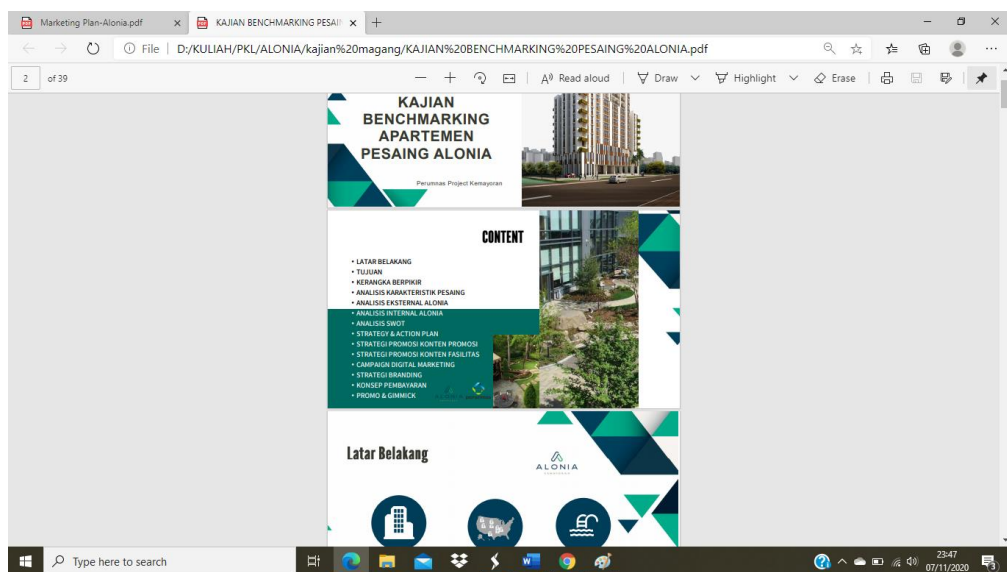 Marketing Plan-Alonia.pdf
KAJIAN BENCHMARKING PESAIN
File
D:/KULIAH/PKL/ALONIA/kajian%20magang/KAJIAN%20BENCHMARKING%20PESAING%20ALONIA.pdf
2 of 39
Read aloud
Draw
Highlight
Erase
KAJIAN
BENCHMARKING
APARTEMEN
PESAING ALONIA
Perumnas Project Kemayoran
CONTENT
• LATAR BELAKANG
• TUJUAN
• KERANGKA BERPIKIR
• ANALISIS KARAKTERISTIK PESAING
• ANALISIS EKSTERNAL ALONIA
• ANALISIS INTERNAL ALONIA
• ANALISIS SWOT
• STRATEGY & ACTION PLAN
• STRATEGI PROMOSI KONTEN PROMOSI
• STRATEGI PROMOSI KONTEN FASILITAS
• CAMPAIGN DIGITAL MARKETING
• STRATEGI BRANDING
• KONSEP PEMBAYARAN
• PROMO & GIMMICK
Latar Belakang
ALONIA
Type here to search
23:47
07/11/2020